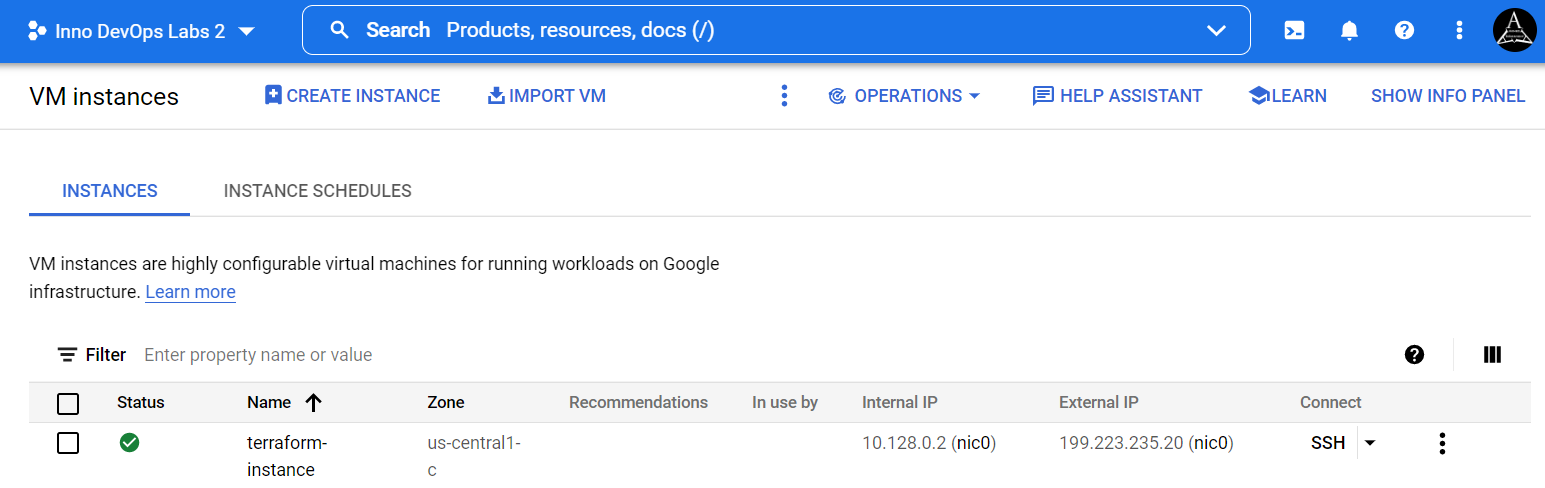 Inno DevOps Labs 2
Search Products, resources, docs (/)
VM instances
CREATE INSTANCE
IMPORT VM
OPERATIONS
HELP ASSISTANT
LEARN
SHOW INFO PANEL
INSTANCES
INSTANCE SCHEDULES
VM instances are highly configurable virtual machines for running workloads on Google
infrastructure. Learn more
Filter Enter property name or value
Status Name Zone Recommendations In use by Internal IP External IP Connect
terraform- us-central1- 10.128.0.2 (nic0) 199.223.235.20 (nic0) SSH
instance c